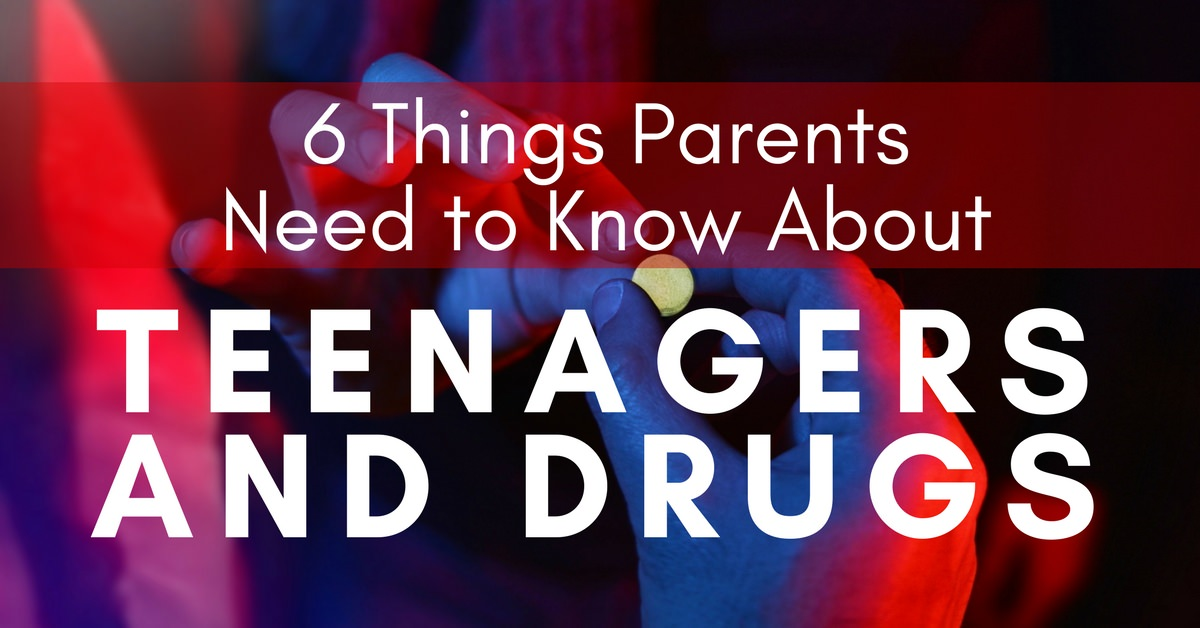 6 Things Parents
Need to Know About
TEENAGERS
AND DRUGS